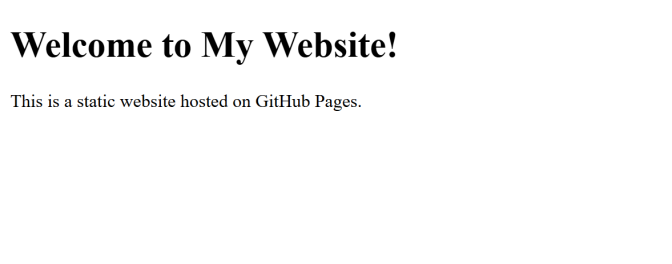 Welcome to My Website!
This is a static website hosted on GitHub Pages.